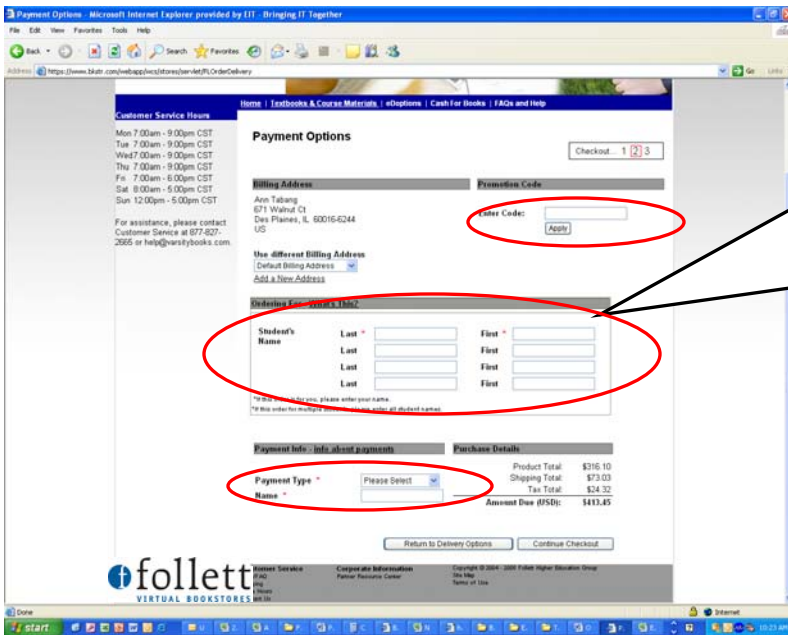 Payment Options - Microsoft Internet Explorer provided by EIT - Bringing IT Together
File Edit View Favorites Tools Help
Back Search Favorites
Address https://www.bkstr.com/webapp/wcs/stores/servlet/FLOrderDelivery Go Links
Home | Textbooks & Course Materials | eDoptions | Cash For Books | FAQs and Help
Customer Service Hours
Mon 7:00am - 9:00pm CST
Tue 7:00am - 9:00pm CST
Wed 7:00am - 9:00pm CST
Thu 7:00am - 9:00pm CST
Fri 7:00am - 6:00pm CST
Sat 8:00am - 5:00pm CST
Sun 12:00pm - 5:00pm CST
For assistance, please contact
Customer Service at 877-827-
2665 or help@varsitybooks.com.
Payment Options
Checkout... 1 2 3
Billing Address
Ann Tabang
671 Walnut Ct
Des Plaines, IL 60016-6244
US
Use different Billing Address
Default Billing Address
Add a New Address
Promotion Code
Enter Code:
Apply
Ordering For - What's This?
Student's Name Last * First *
Last First
Last First
Last First
*If this order is for you, please enter your name.
*If this order for multiple students please enter all student names.
Payment Info - info about payments
Payment Type * Please Select
Name *
Purchase Details
Product Total: $316.10
Shipping Total: $73.03
Tax Total: $24.32
Amount Due (USD): $413.45
Return to Delivery Options Continue Checkout
follett
VIRTUAL BOOKSTORES
Customer Service Corporate Information Copyright © 2004 - 2008 Follett Higher Education Group
Partner Resource Center Site Map
Terms of Use
Done Internet
start 10:23 AM